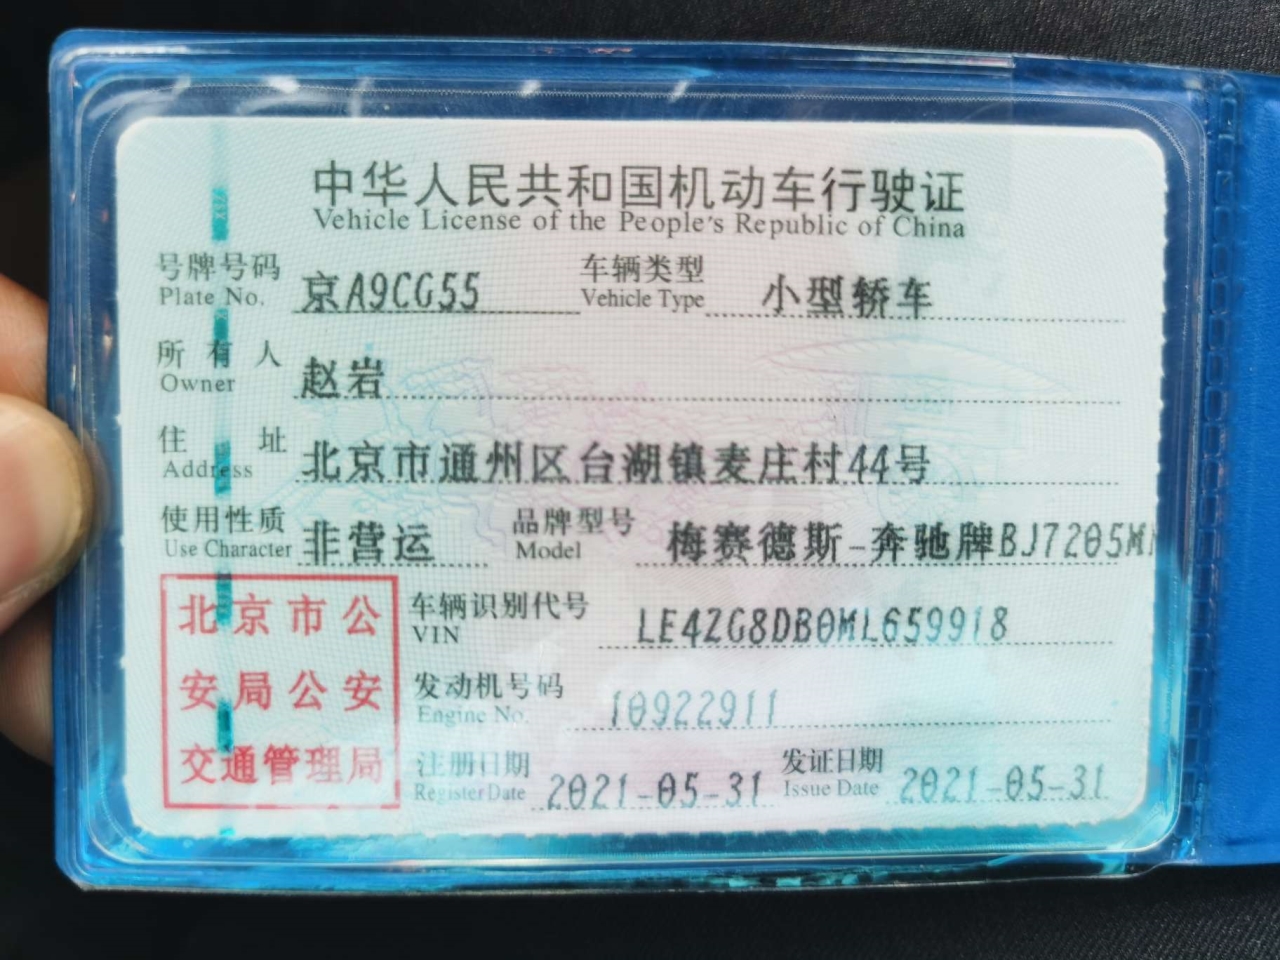 中华人民共和国机动车行驶证
Vehicle License of the People's Republic of China
号牌号码 京A9CG55 车辆类型 小型轿车
Plate No. Vehicle Type
所有人 赵岩
Owner
住址 北京市通州区台湖镇麦庄村44号
Address
使用性质 非营运 品牌型号 梅赛德斯-奔驰牌BJ7205M
Use Character Model
北京市公
安局公安
交通管理局
车辆识别代号 LE4ZG8DB0ML659918
VIN
发动机号码 10922911
Engine No.
注册日期 2021-05-31 发证日期 2021-05-31
Register Date Issue Date